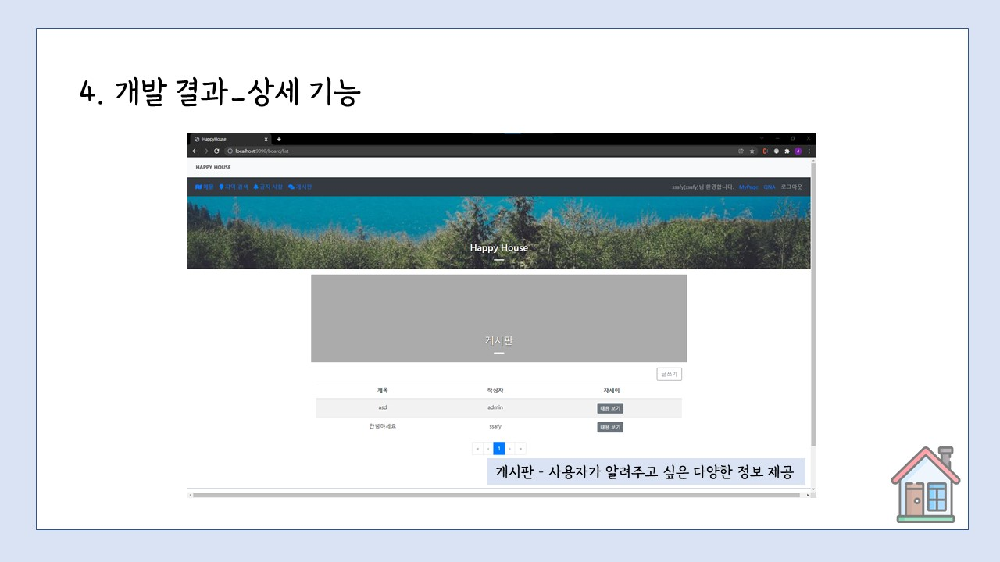 4. 개발 결과_상세 기능
HappyHouse
localhost:9090/board/list
HAPPY HOUSE
매물 지역 검색 공지 사항 게시판 ssafy(ssafy)님 환영합니다. MyPage QNA 로그아웃
Happy House
게시판
글쓰기
제목 작성자 자세히
asd admin 내용 보기
안녕하세요 ssafy 내용 보기
« ‹ 1 › »
게시판 - 사용자가 알려주고 싶은 다양한 정보 제공